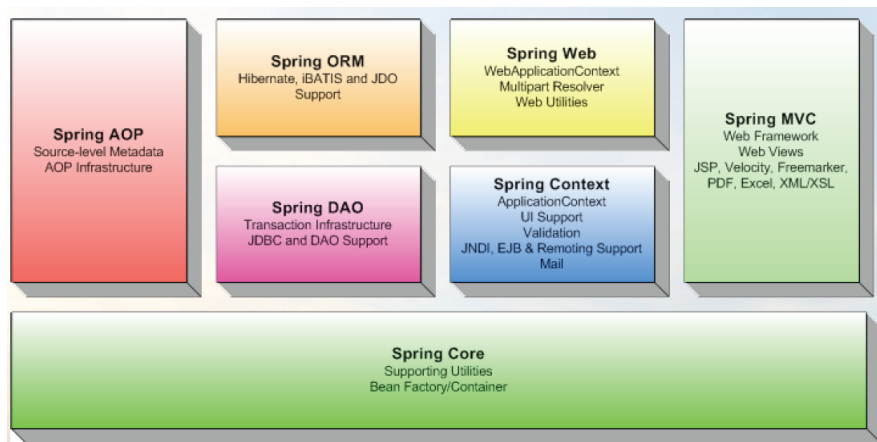 Spring AOP
Source-level Metadata
AOP Infrastructure
Spring ORM
Hibernate, iBATIS and JDO
Support
Spring Web
WebApplicationContext
Multipart Resolver
Web Utilities
Spring DAO
Transaction Infrastructure
JDBC and DAO Support
Spring Context
ApplicationContext
UI Support
Validation
JNDI, EJB & Remoting Support
Mail
Spring MVC
Web Framework
Web Views
JSP, Velocity, Freemarker,
PDF, Excel, XML/XSL
Spring Core
Supporting Utilities
Bean Factory/Container